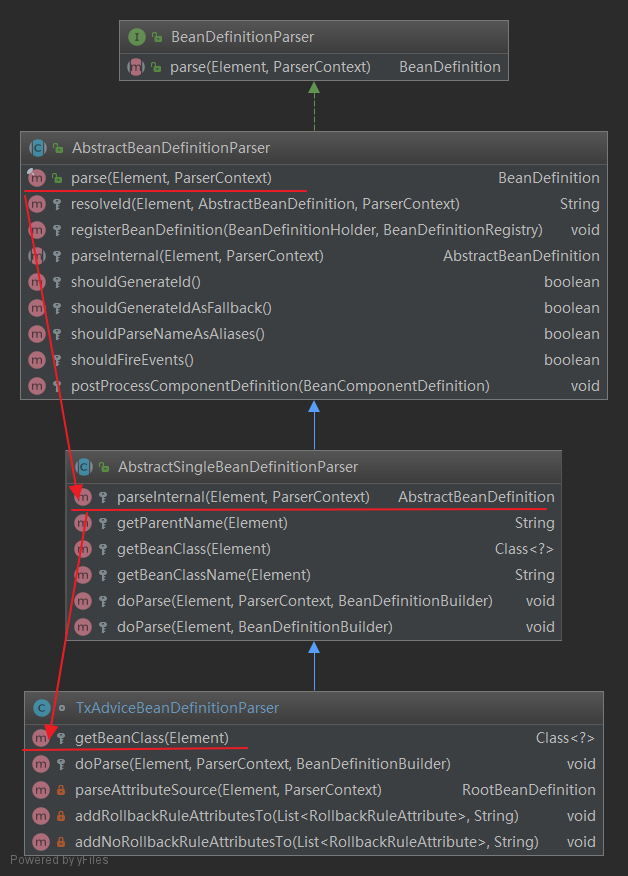 BeanDefinitionParser
parse(Element, ParserContext) BeanDefinition
AbstractBeanDefinitionParser
parse(Element, ParserContext) BeanDefinition
resolveId(Element, AbstractBeanDefinition, ParserContext) String
registerBeanDefinition(BeanDefinitionHolder, BeanDefinitionRegistry) void
parseInternal(Element, ParserContext) AbstractBeanDefinition
shouldGenerateId() boolean
shouldGenerateIdAsFallback() boolean
shouldParseNameAsAliases() boolean
shouldFireEvents() boolean
postProcessComponentDefinition(BeanComponentDefinition) void
AbstractSingleBeanDefinitionParser
parseInternal(Element, ParserContext) AbstractBeanDefinition
getParentName(Element) String
getBeanClass(Element) Class<?>
getBeanClassName(Element) String
doParse(Element, ParserContext, BeanDefinitionBuilder) void
doParse(Element, BeanDefinitionBuilder) void
TxAdviceBeanDefinitionParser
getBeanClass(Element) Class<?>
doParse(Element, ParserContext, BeanDefinitionBuilder) void
parseAttributeSource(Element, ParserContext) RootBeanDefinition
addRollbackRuleAttributesTo(List<RollbackRuleAttribute>, String) void
addNoRollbackRuleAttributesTo(List<RollbackRuleAttribute>, String) void
Powered by yFiles